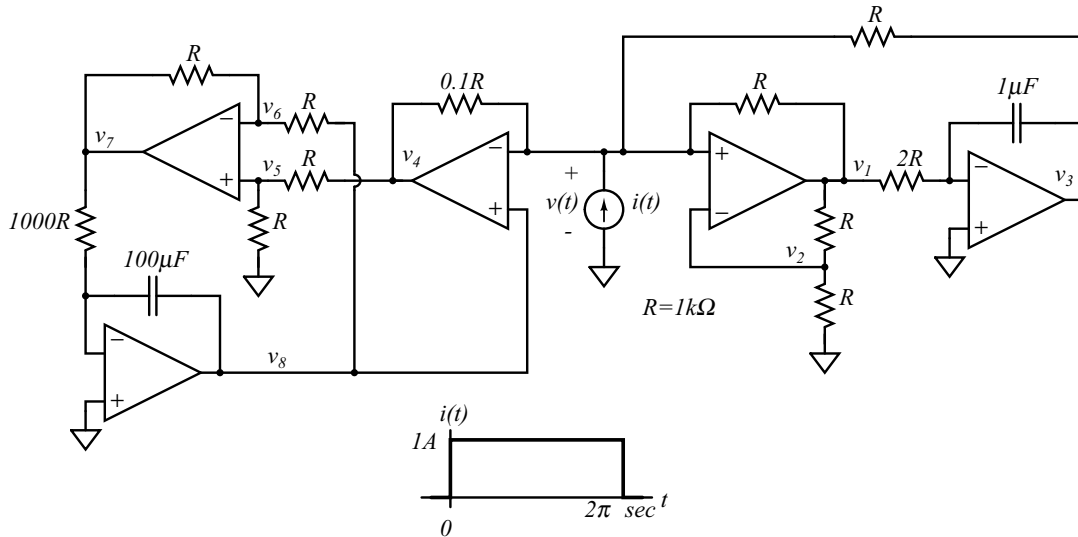 R
R
0.1R
R
1μF
v6
R
v7
v5
R
v4
v1
2R
v3
+
v(t)
-
i(t)
1000R
R
100μF
R
v2
R
R=1kΩ
v8
i(t)
1A
0
2π sec t
− + − + + − − + − +